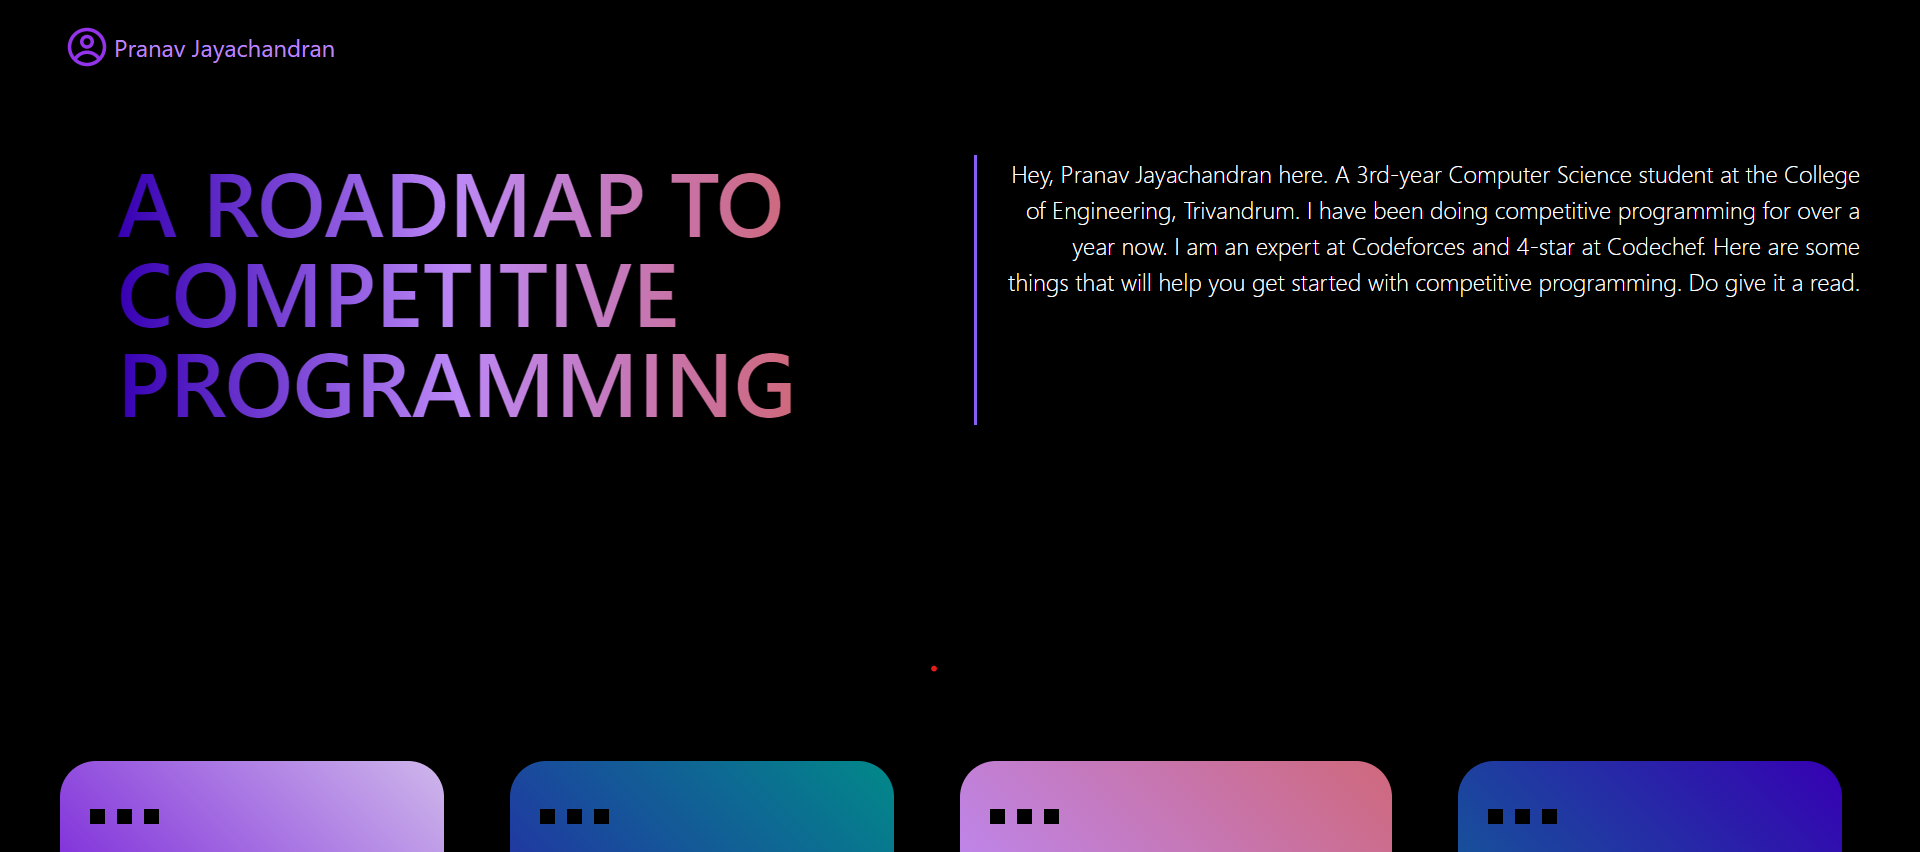 Pranav Jayachandran
A ROADMAP TO
COMPETITIVE
PROGRAMMING
Hey, Pranav Jayachandran here. A 3rd-year Computer Science student at the College
of Engineering, Trivandrum. I have been doing competitive programming for over a
year now. I am an expert at Codeforces and 4-star at Codechef. Here are some
things that will help you get started with competitive programming. Do give it a read.